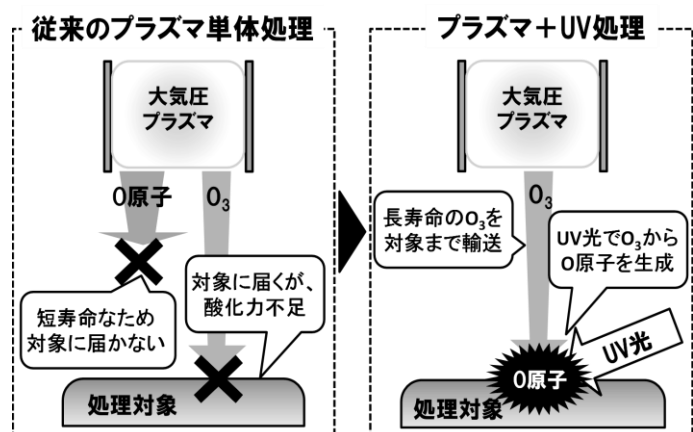 従来のプラズマ単体処理
大気圧
プラズマ
O原子
O₃
対象に届くが、
酸化力不足
短寿命なため
対象に届かない
処理対象
プラズマ+UV処理
大気圧
プラズマ
O₃
長寿命のO₃を
対象まで輸送
UV光でO₃から
O原子を生成
UV光
O原子
処理対象